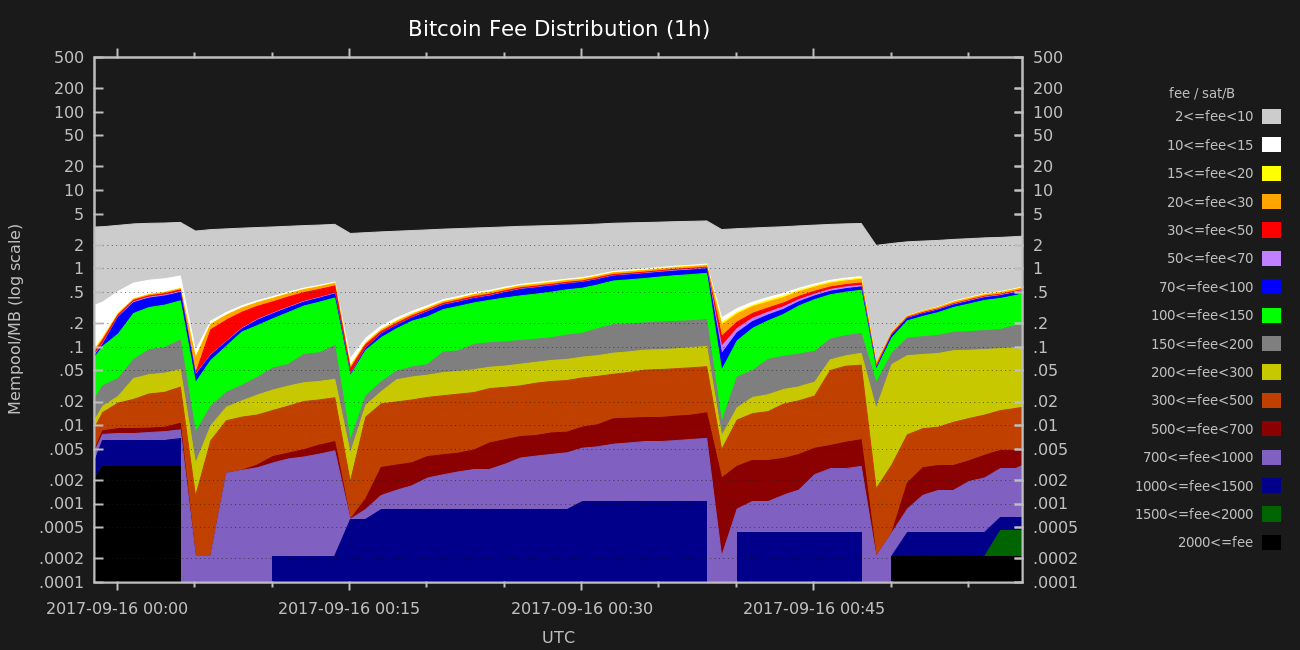 Bitcoin Fee Distribution (1h)
Mempool/MB (log scale)
500
200
100
50
20
10
5
2
1
.5
.2
.1
.05
.02
.01
.005
.002
.001
.0005
.0002
.0001
500
200
100
50
20
10
5
2
1
.5
.2
.1
.05
.02
.01
.005
.002
.001
.0005
.0002
.0001
2017-09-16 00:00
2017-09-16 00:15
2017-09-16 00:30
2017-09-16 00:45
UTC
fee / sat/B
2<=fee<10
10<=fee<15
15<=fee<20
20<=fee<30
30<=fee<50
50<=fee<70
70<=fee<100
100<=fee<150
150<=fee<200
200<=fee<300
300<=fee<500
500<=fee<700
700<=fee<1000
1000<=fee<1500
1500<=fee<2000
2000<=fee